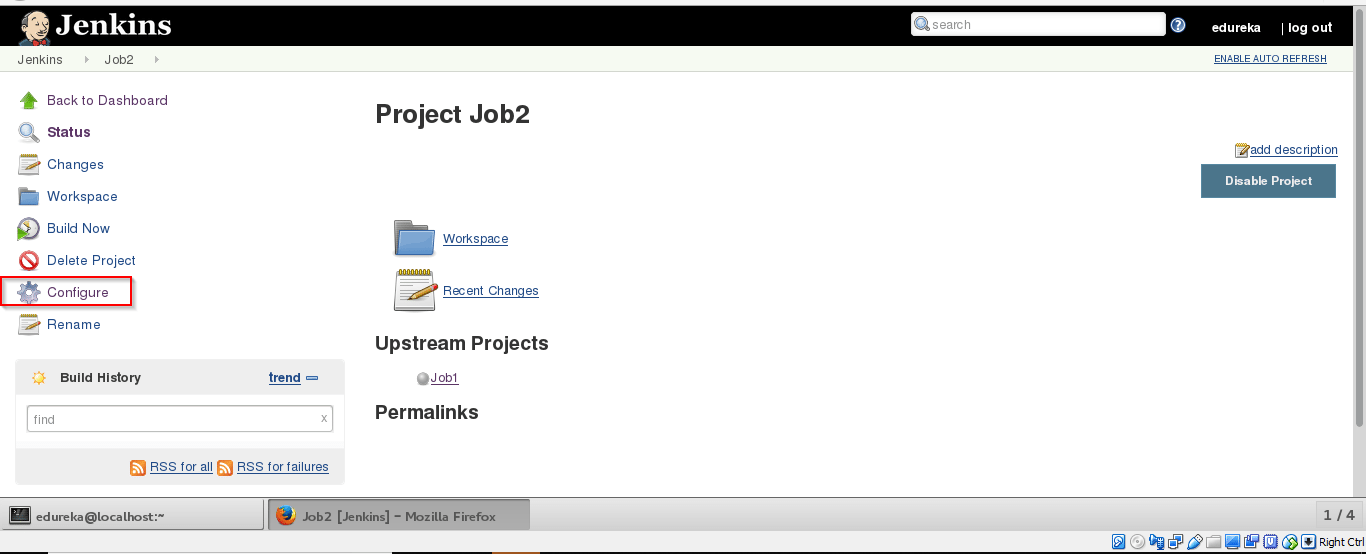 Jenkins
search
edureka | log out
Jenkins Job2
ENABLE AUTO REFRESH
Back to Dashboard
Status
Changes
Workspace
Build Now
Delete Project
Configure
Rename
Build History trend
find x
RSS for all RSS for failures
Project Job2
add description
Disable Project
Workspace
Recent Changes
Upstream Projects
Job1
Permalinks
edureka@localhost:~
Job2 [Jenkins] – Mozilla Firefox
1 / 4
Right Ctrl